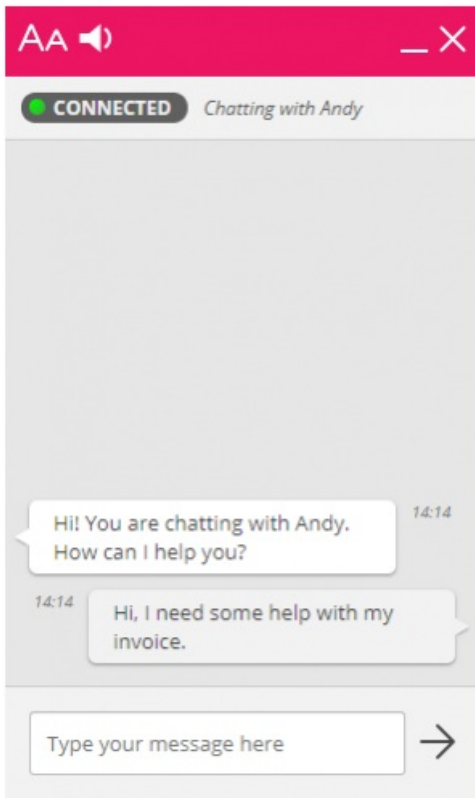 AA
CONNECTED Chatting with Andy
Hi! You are chatting with Andy. 14:14
How can I help you?
14:14 Hi, I need some help with my
invoice.
Type your message here